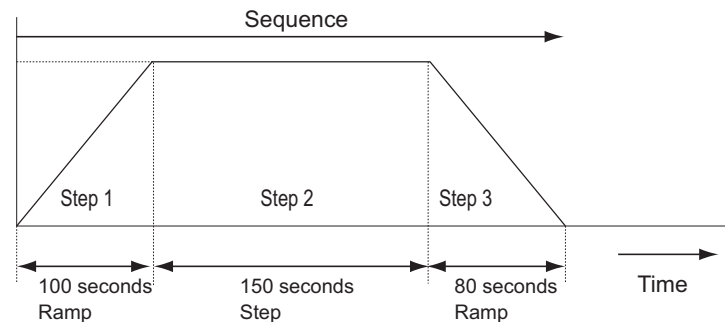 Sequence
Step 1
Step 2
Step 3
100 seconds
Ramp
150 seconds
Step
80 seconds
Ramp
Time